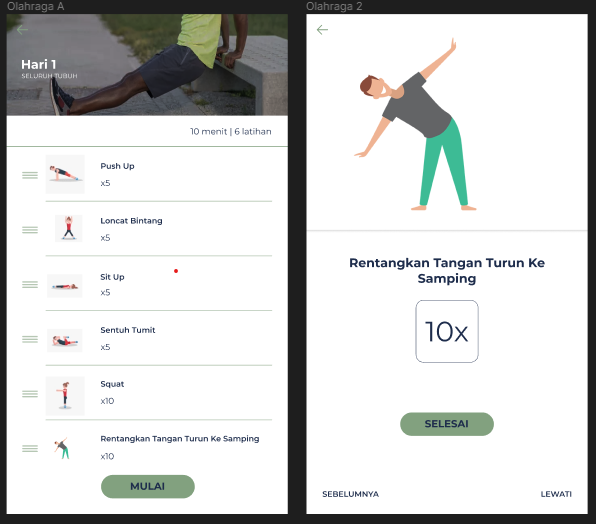 Olahraga A
Hari 1
SELURUH TUBUH
10 menit | 6 latihan
Push Up
x5
Loncat Bintang
x5
Sit Up
x5
Sentuh Tumit
x5
Squat
x10
Rentangkan Tangan Turun Ke Samping
x10
MULAI
Olahraga 2
Rentangkan Tangan Turun Ke
Samping
10x
SELESAI
SEBELUMNYA
LEWATI